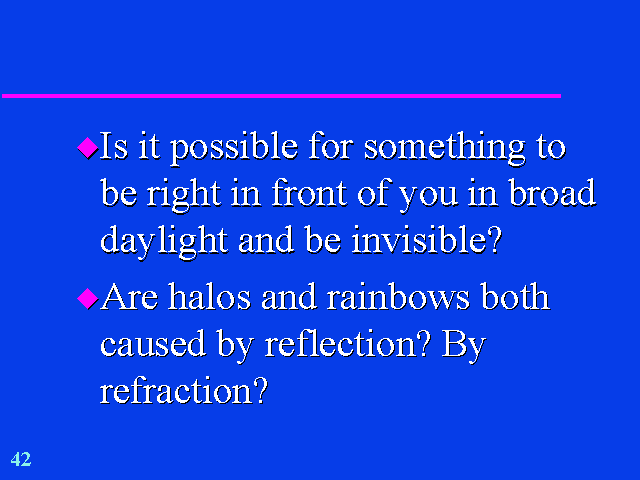 Is it possible for something to
be right in front of you in broad
daylight and be invisible?
Are halos and rainbows both
caused by reflection? By
refraction?
42